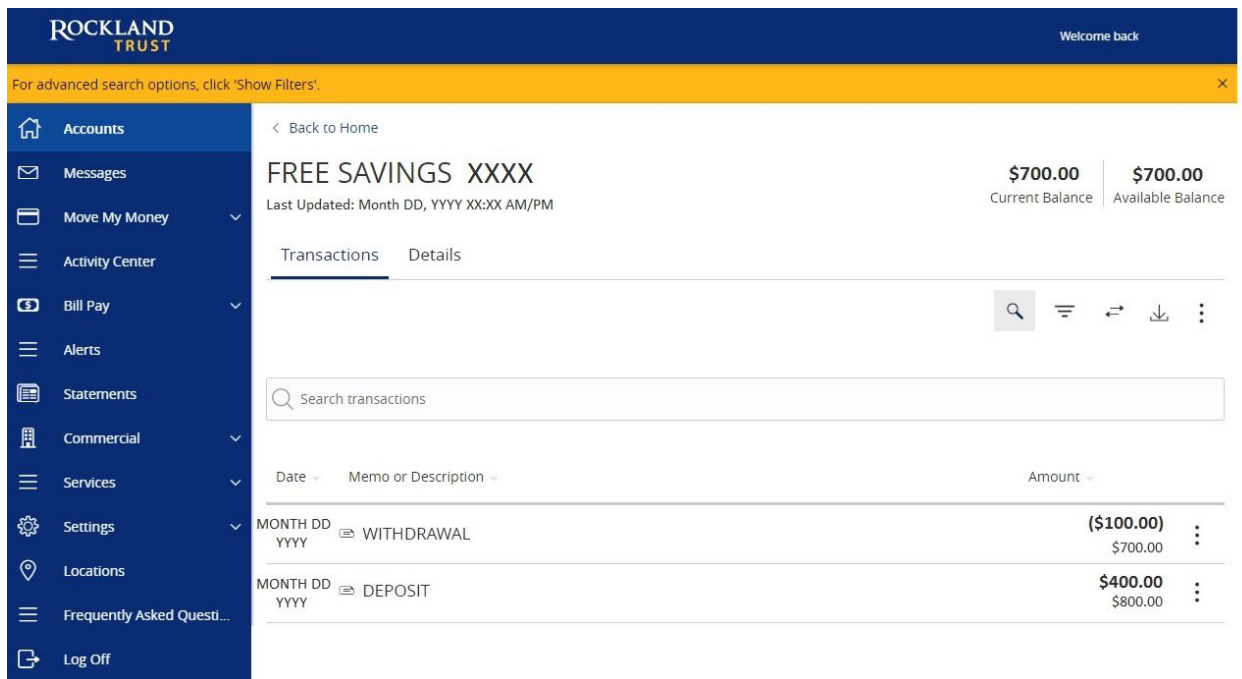 ROCKLAND
TRUST
Welcome back
For advanced search options, click 'Show Filters'.
Accounts
Messages
Move My Money
Activity Center
Bill Pay
Alerts
Statements
Commercial
Services
Settings
Locations
Frequently Asked Questi...
Log Off
Back to Home
FREE SAVINGS XXXX
Last Updated: Month DD, YYYY XX:XX AM/PM
$700.00
Current Balance
$700.00
Available Balance
Transactions Details
Search transactions
Date Memo or Description Amount
MONTH DD
YYYY
WITHDRAWAL
($100.00)
$700.00
MONTH DD
YYYY
DEPOSIT
$400.00
$800.00